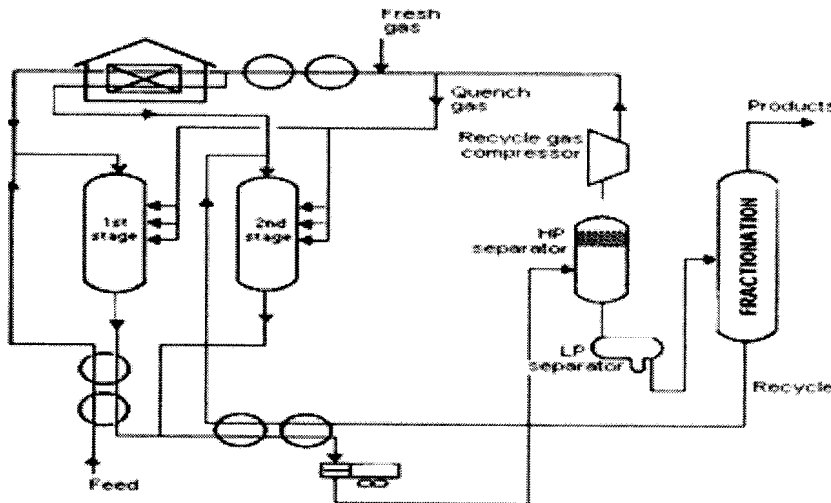 Fresh
gas
Quench
gas
Products
Recycle gas
compressor
1st
stage
2nd
stage
HP
separator
FRACTIONATION
LP
separator
Recycle
Feed